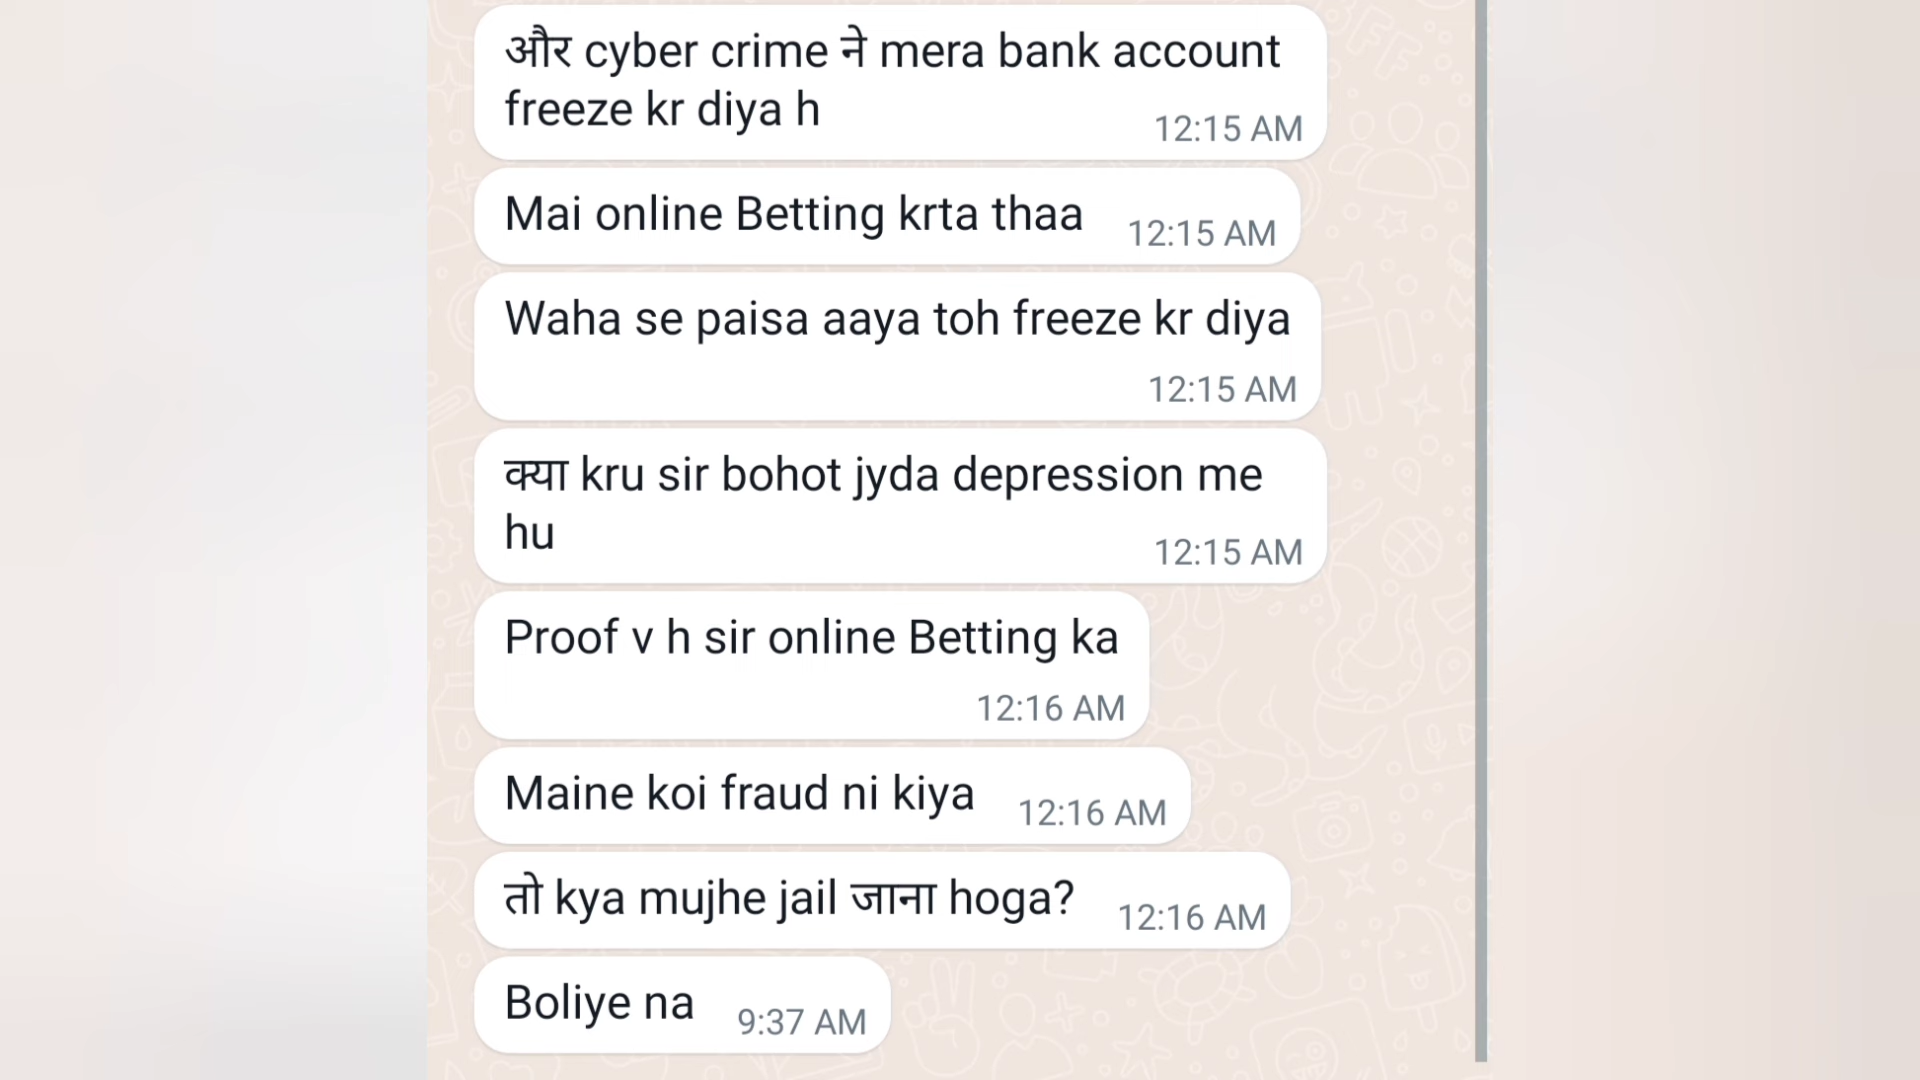 और cyber crime ने mera bank account
freeze kr diya h
12:15 AM
Mai online Betting krta thaa
12:15 AM
Waha se paisa aaya toh freeze kr diya
12:15 AM
क्या kru sir bohot jyda depression me
hu
12:15 AM
Proof v h sir online Betting ka
12:16 AM
Maine koi fraud ni kiya
12:16 AM
तो kya mujhe jail जाना hoga?
12:16 AM
Boliye na
9:37 AM